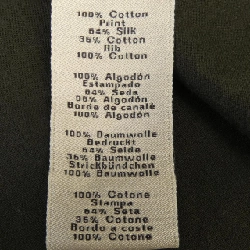 100% Cotton
Print
64% Silk
36% Cotton
Rib
100% Cotton
100% Algodón
Estampado
64% Seda
36% Algodón
Borde de canalé
100% Algodón
100% Baumwolle
Bedruckt
64% Seide
36% Baumwolle
Strickbündchen
100% Baumwolle
100% Cotone
Stampa
64% Seta
36% Cotone
Bordo a coste
100% Cotone